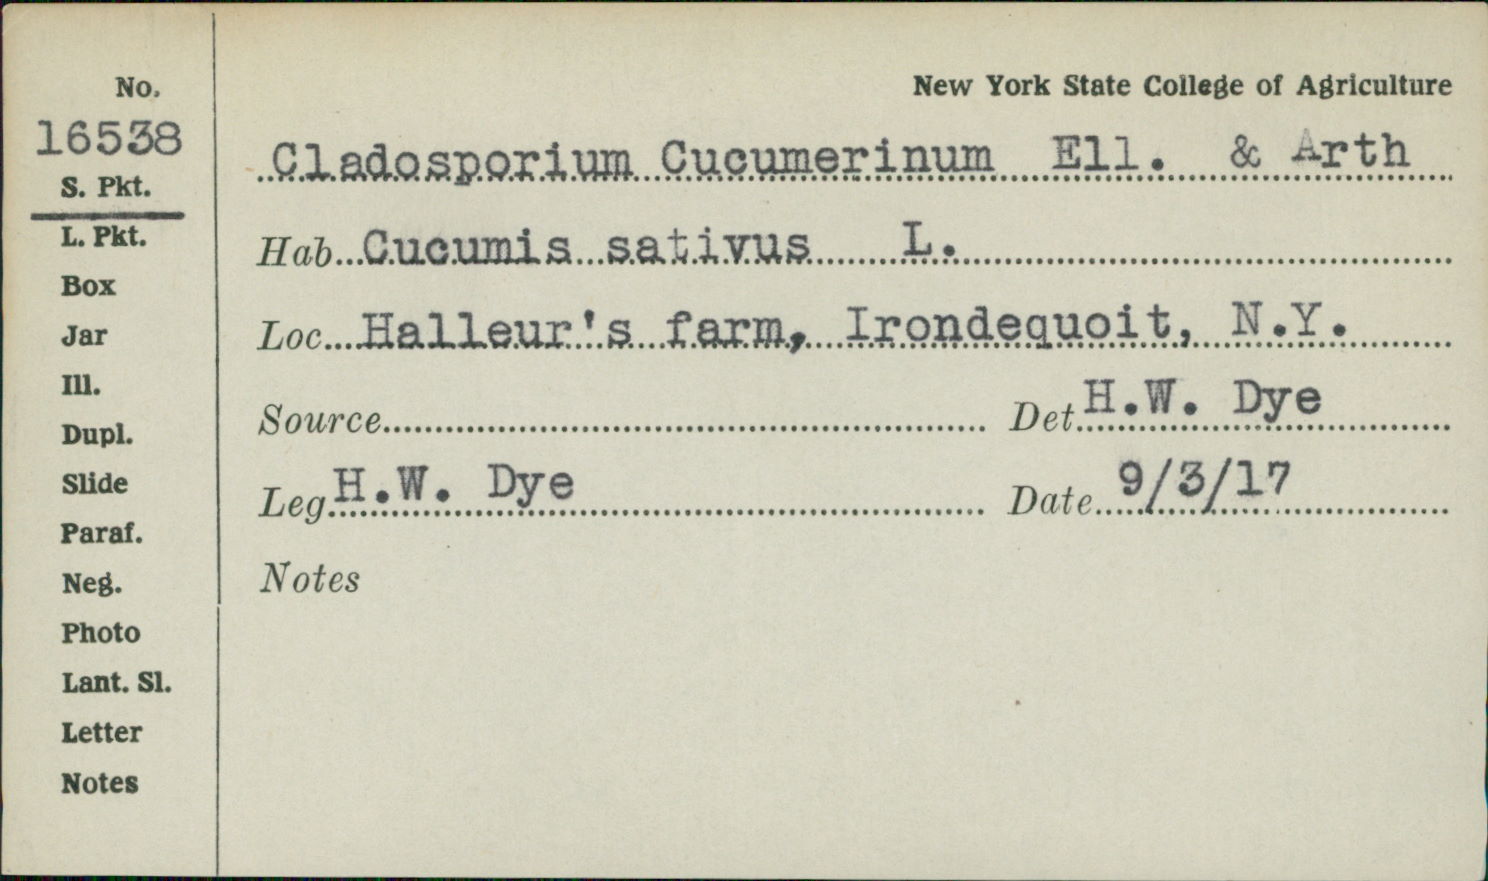 No.
16538
S. Pkt.
L. Pkt.
Box
Jar
Ill.
Dupl.
Slide
Paraf.
Neg.
Photo
Lant. Sl.
Letter
Notes
New York State College of Agriculture
Cladosporium Cucumerinum Ell. & Arth
Hab Cucumis sativus L.
Loc Halleur's farm, Irondequoit, N.Y.
Source Det H.W. Dye
Leg H.W. Dye Date 9/3/17
Notes